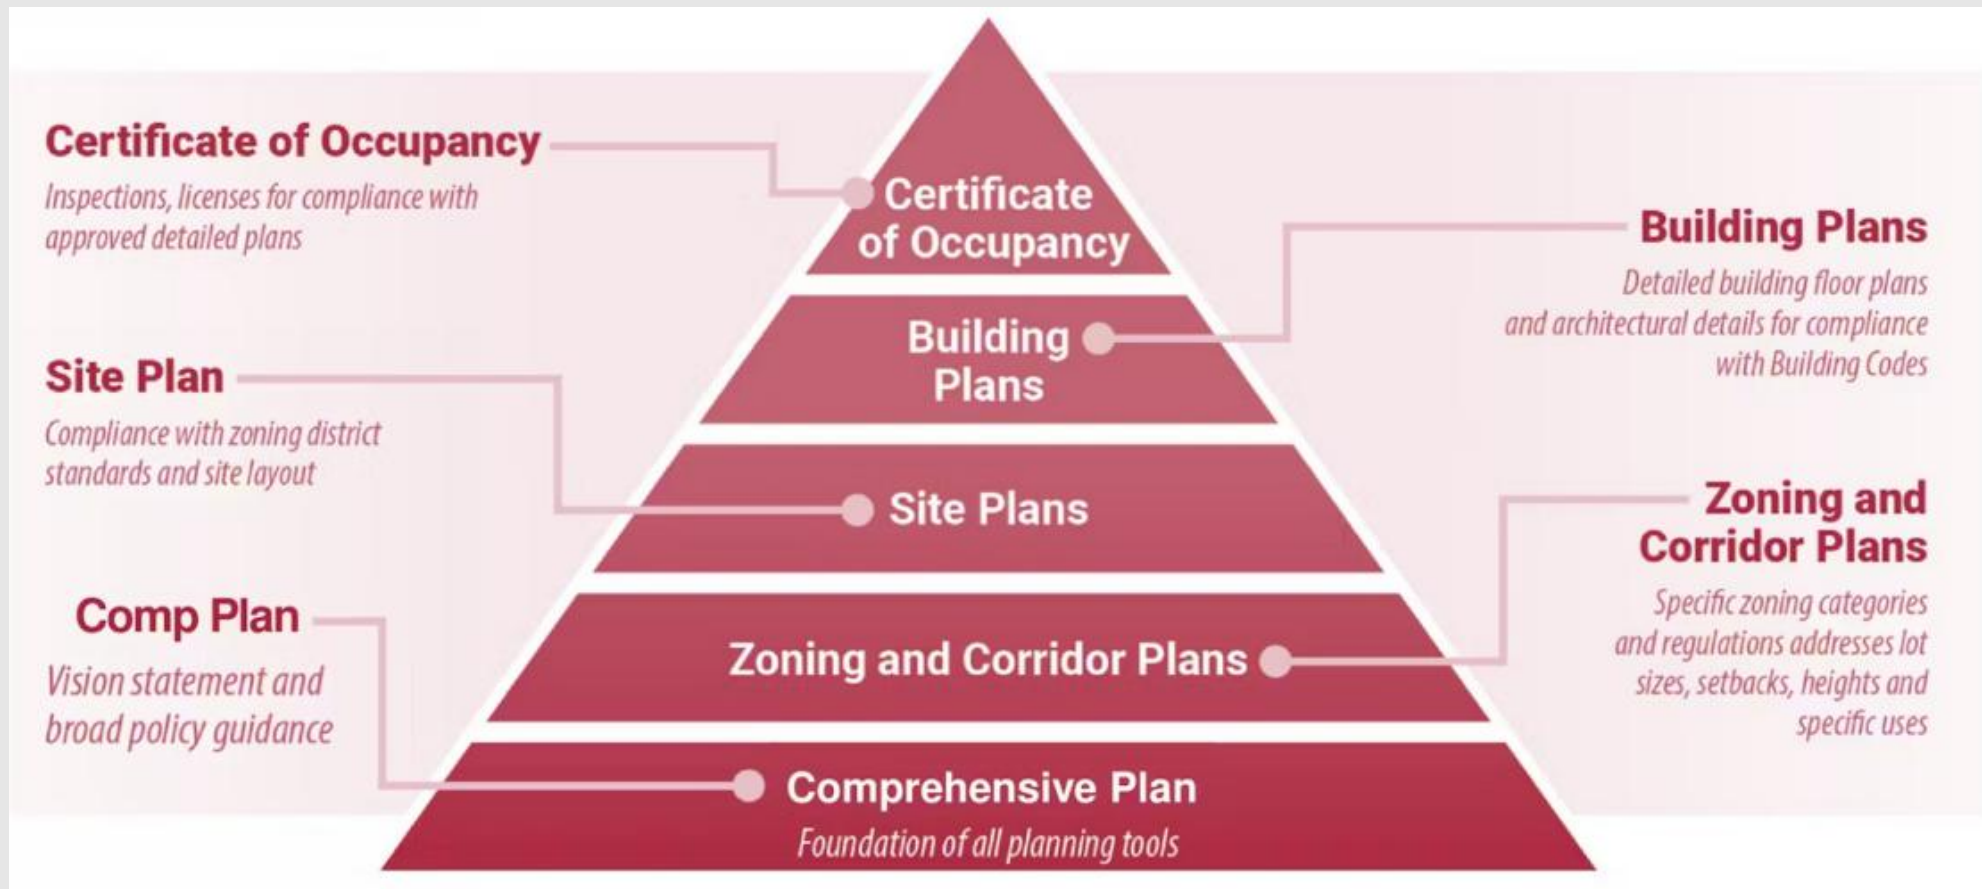 Certificate of Occupancy
Inspections, licenses for compliance with
approved detailed plans
Certificate
of Occupancy
Building Plans
Detailed building floor plans
and architectural details for compliance
with Building Codes
Building
Plans
Site Plan
Compliance with zoning district
standards and site layout
Site Plans
Zoning and
Corridor Plans
Specific zoning categories
and regulations addresses lot
sizes, setbacks, heights and
specific uses
Zoning and Corridor Plans
Comp Plan
Vision statement and
broad policy guidance
Comprehensive Plan
Foundation of all planning tools